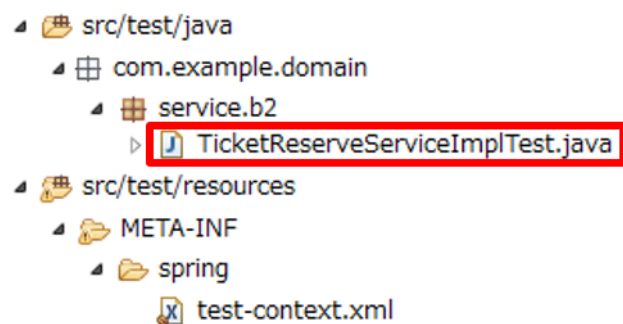 src/test/java
com.example.domain
service.b2
TicketReserveServiceImplTest.java
src/test/resources
META-INF
spring
test-context.xml